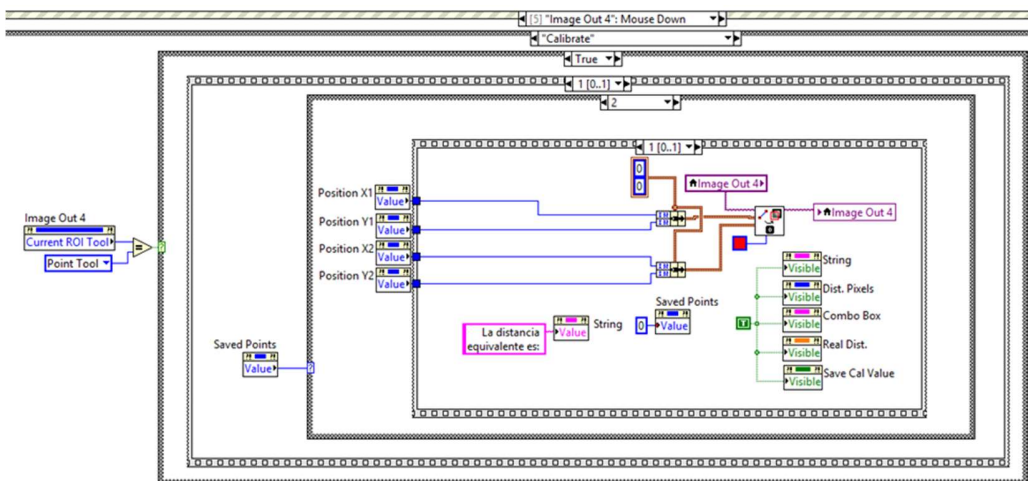 [5] "Image Out 4": Mouse Down
"Calibrate"
True
1 [0..1]
2
1 [0..1]
0
0
Image Out 4
Image Out 4
Position X1
Value
Position Y1
Value
Position X2
Value
Position Y2
Value
Image Out 4
Current ROI Tool
Point Tool
=
?
Saved Points
Value
?
La distancia
equivalente es:
String
Value
Saved Points
0
Value
T
String
Visible
Dist. Pixels
Visible
Combo Box
Visible
Real Dist.
Visible
Save Cal Value
Visible